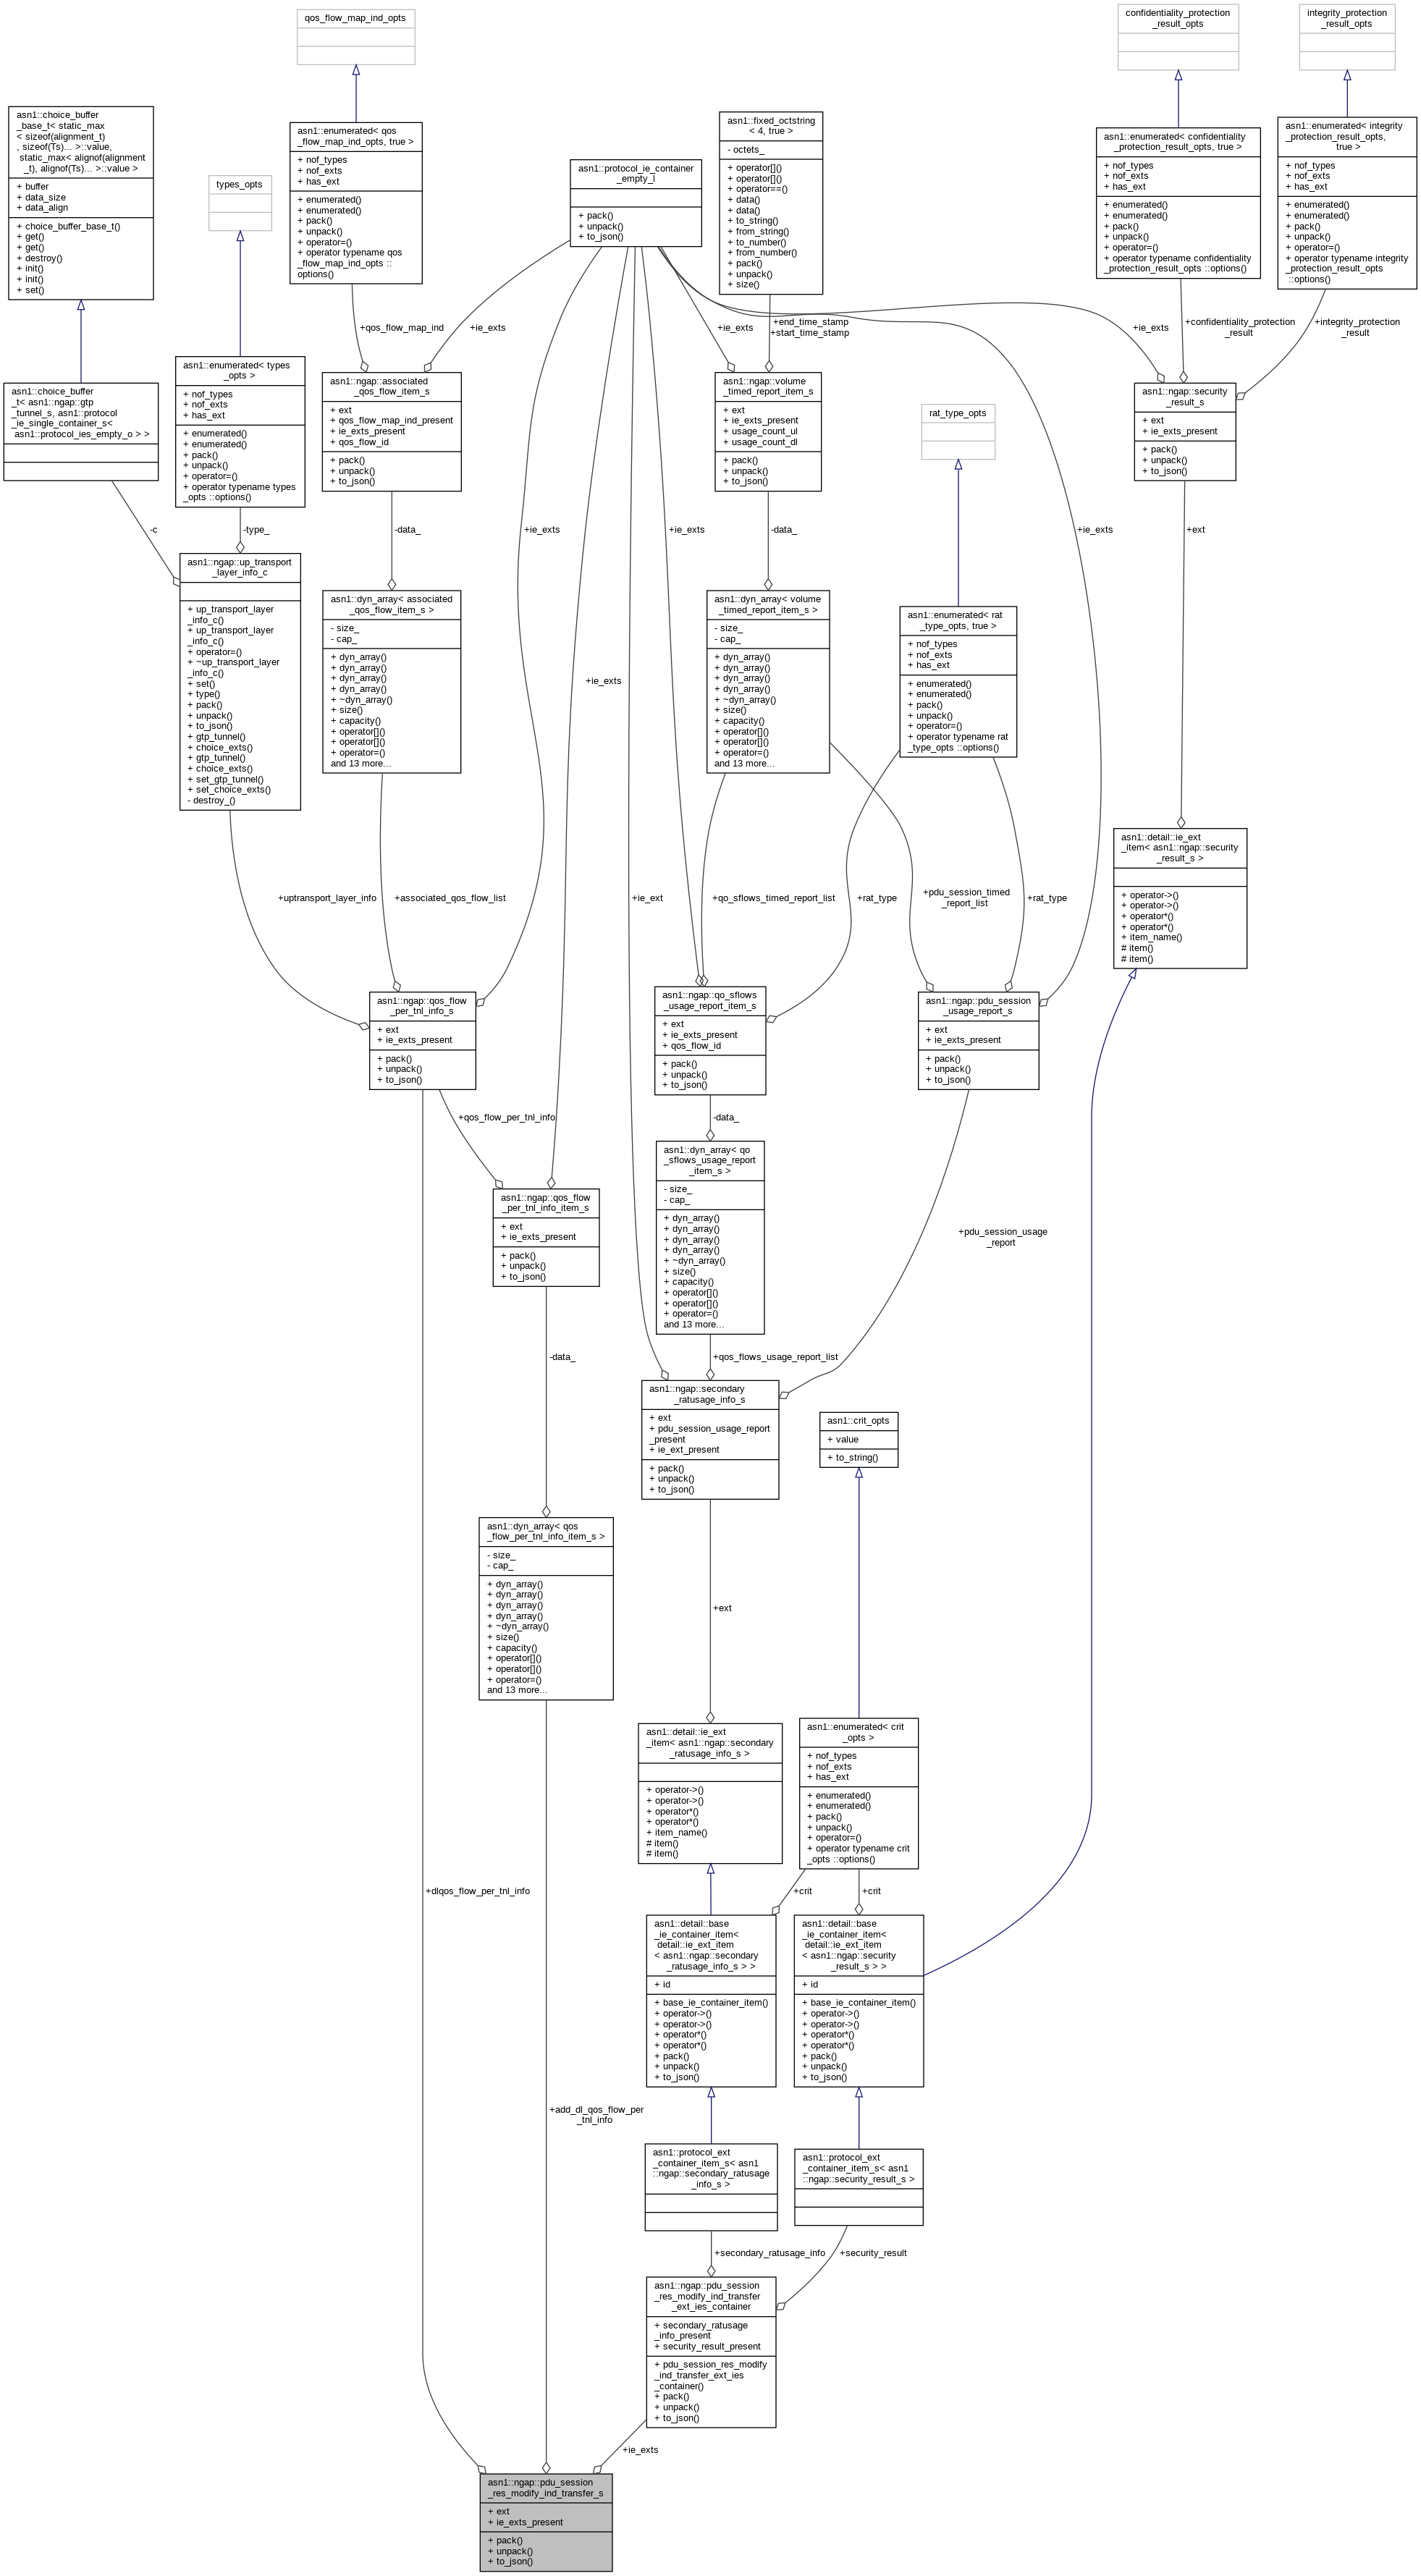 qos_flow_map_ind_opts
confidentiality_protection
_result_opts
integrity_protection
_result_opts
asn1::choice_buffer
_base_t< static_max
< sizeof(alignment_t)
, sizeof(Ts)... >::value,
static_max< alignof(alignment
_t), alignof(Ts)... >::value >
+ buffer
+ data_size
+ data_align
+ choice_buffer_base_t()
+ get()
+ get()
+ destroy()
+ init()
+ init()
+ set()
types_opts
asn1::enumerated< qos
_flow_map_ind_opts, true >
+ nof_types
+ nof_exts
+ has_ext
+ enumerated()
+ enumerated()
+ pack()
+ unpack()
+ operator=()
+ operator typename qos
_flow_map_ind_opts ::
options()
asn1::protocol_ie_container
_empty_l
+ pack()
+ unpack()
+ to_json()
asn1::fixed_octstring
< 4, true >
- octets_
+ operator[]()
+ operator[]()
+ operator==()
+ data()
+ data()
+ to_string()
+ from_string()
+ to_number()
+ from_number()
+ pack()
+ unpack()
+ size()
asn1::enumerated< confidentiality
_protection_result_opts, true >
+ nof_types
+ nof_exts
+ has_ext
+ enumerated()
+ enumerated()
+ pack()
+ unpack()
+ operator=()
+ operator typename confidentiality
_protection_result_opts ::options()
asn1::enumerated< integrity
_protection_result_opts,
true >
+ nof_types
+ nof_exts
+ has_ext
+ enumerated()
+ enumerated()
+ pack()
+ unpack()
+ operator=()
+ operator typename integrity
_protection_result_opts
::options()
+qos_flow_map_ind
+ie_exts
+ie_exts
+end_time_stamp
+start_time_stamp
+ie_exts
+confidentiality_protection
_result
+integrity_protection
_result
asn1::choice_buffer
_t< asn1::ngap::gtp
_tunnel_s, asn1::protocol
_ie_single_container_s<
asn1::protocol_ies_empty_o > >
asn1::enumerated< types
_opts >
+ nof_types
+ nof_exts
+ has_ext
+ enumerated()
+ enumerated()
+ pack()
+ unpack()
+ operator=()
+ operator typename types
_opts ::options()
asn1::ngap::associated
_qos_flow_item_s
+ ext
+ qos_flow_map_ind_present
+ ie_exts_present
+ qos_flow_id
+ pack()
+ unpack()
+ to_json()
asn1::ngap::volume
_timed_report_item_s
+ ext
+ ie_exts_present
+ usage_count_ul
+ usage_count_dl
+ pack()
+ unpack()
+ to_json()
rat_type_opts
asn1::ngap::security
_result_s
+ ext
+ ie_exts_present
+ pack()
+ unpack()
+ to_json()
-c
-type_
-data_
+ie_exts
+ie_exts
-data_
+ie_exts
+ext
asn1::ngap::up_transport
_layer_info_c
+ up_transport_layer
_info_c()
+ up_transport_layer
_info_c()
+ operator=()
+ ~up_transport_layer
_info_c()
+ set()
+ type()
+ pack()
+ unpack()
+ to_json()
+ gtp_tunnel()
+ choice_exts()
+ gtp_tunnel()
+ choice_exts()
+ set_gtp_tunnel()
+ set_choice_exts()
- destroy_()
asn1::dyn_array< associated
_qos_flow_item_s >
- size_
- cap_
+ dyn_array()
+ dyn_array()
+ dyn_array()
+ dyn_array()
+ ~dyn_array()
+ size()
+ capacity()
+ operator[]()
+ operator[]()
+ operator=()
and 13 more...
+ie_exts
asn1::dyn_array< volume
_timed_report_item_s >
- size_
- cap_
+ dyn_array()
+ dyn_array()
+ dyn_array()
+ dyn_array()
+ ~dyn_array()
+ size()
+ capacity()
+ operator[]()
+ operator[]()
+ operator=()
and 13 more...
asn1::enumerated< rat
_type_opts, true >
+ nof_types
+ nof_exts
+ has_ext
+ enumerated()
+ enumerated()
+ pack()
+ unpack()
+ operator=()
+ operator typename rat
_type_opts ::options()
asn1::detail::ie_ext
_item< asn1::ngap::security
_result_s >
+ operator->()
+ operator->()
+ operator*()
+ operator*()
+ item_name()
# item()
# item()
+uptransport_layer_info
+associated_qos_flow_list
+ie_ext
+qo_sflows_timed_report_list
+rat_type
+pdu_session_timed
_report_list
+rat_type
asn1::ngap::qos_flow
_per_tnl_info_s
+ ext
+ ie_exts_present
+ pack()
+ unpack()
+ to_json()
asn1::ngap::qo_sflows
_usage_report_item_s
+ ext
+ ie_exts_present
+ qos_flow_id
+ pack()
+ unpack()
+ to_json()
asn1::ngap::pdu_session
_usage_report_s
+ ext
+ ie_exts_present
+ pack()
+ unpack()
+ to_json()
+qos_flow_per_tnl_info
-data_
asn1::ngap::qos_flow
_per_tnl_info_item_s
+ ext
+ ie_exts_present
+ pack()
+ unpack()
+ to_json()
asn1::dyn_array< qo
_sflows_usage_report
_item_s >
- size_
- cap_
+ dyn_array()
+ dyn_array()
+ dyn_array()
+ dyn_array()
+ ~dyn_array()
+ size()
+ capacity()
+ operator[]()
+ operator[]()
+ operator=()
and 13 more...
+pdu_session_usage
_report
-data_
+qos_flows_usage_report_list
asn1::ngap::secondary
_ratusage_info_s
+ ext
+ pdu_session_usage_report
_present
+ ie_ext_present
+ pack()
+ unpack()
+ to_json()
asn1::crit_opts
+ value
+ to_string()
asn1::dyn_array< qos
_flow_per_tnl_info_item_s >
- size_
- cap_
+ dyn_array()
+ dyn_array()
+ dyn_array()
+ dyn_array()
+ ~dyn_array()
+ size()
+ capacity()
+ operator[]()
+ operator[]()
+ operator=()
and 13 more...
+ext
asn1::detail::ie_ext
_item< asn1::ngap::secondary
_ratusage_info_s >
+ operator->()
+ operator->()
+ operator*()
+ operator*()
+ item_name()
# item()
# item()
asn1::enumerated< crit
_opts >
+ nof_types
+ nof_exts
+ has_ext
+ enumerated()
+ enumerated()
+ pack()
+ unpack()
+ operator=()
+ operator typename crit
_opts ::options()
+dlqos_flow_per_tnl_info
+crit
+crit
asn1::detail::base
_ie_container_item<
detail::ie_ext_item
< asn1::ngap::secondary
_ratusage_info_s > >
+ id
+ base_ie_container_item()
+ operator->()
+ operator->()
+ operator*()
+ operator*()
+ pack()
+ unpack()
+ to_json()
asn1::detail::base
_ie_container_item<
detail::ie_ext_item
< asn1::ngap::security
_result_s > >
+ id
+ base_ie_container_item()
+ operator->()
+ operator->()
+ operator*()
+ operator*()
+ pack()
+ unpack()
+ to_json()
+add_dl_qos_flow_per
_tnl_info
asn1::protocol_ext
_container_item_s< asn1
::ngap::secondary_ratusage
_info_s >
asn1::protocol_ext
_container_item_s< asn1
::ngap::security_result_s >
+secondary_ratusage_info
+security_result
asn1::ngap::pdu_session
_res_modify_ind_transfer
_ext_ies_container
+ secondary_ratusage
_info_present
+ security_result_present
+ pdu_session_res_modify
_ind_transfer_ext_ies
_container()
+ pack()
+ unpack()
+ to_json()
+ie_exts
asn1::ngap::pdu_session
_res_modify_ind_transfer_s
+ ext
+ ie_exts_present
+ pack()
+ unpack()
+ to_json()